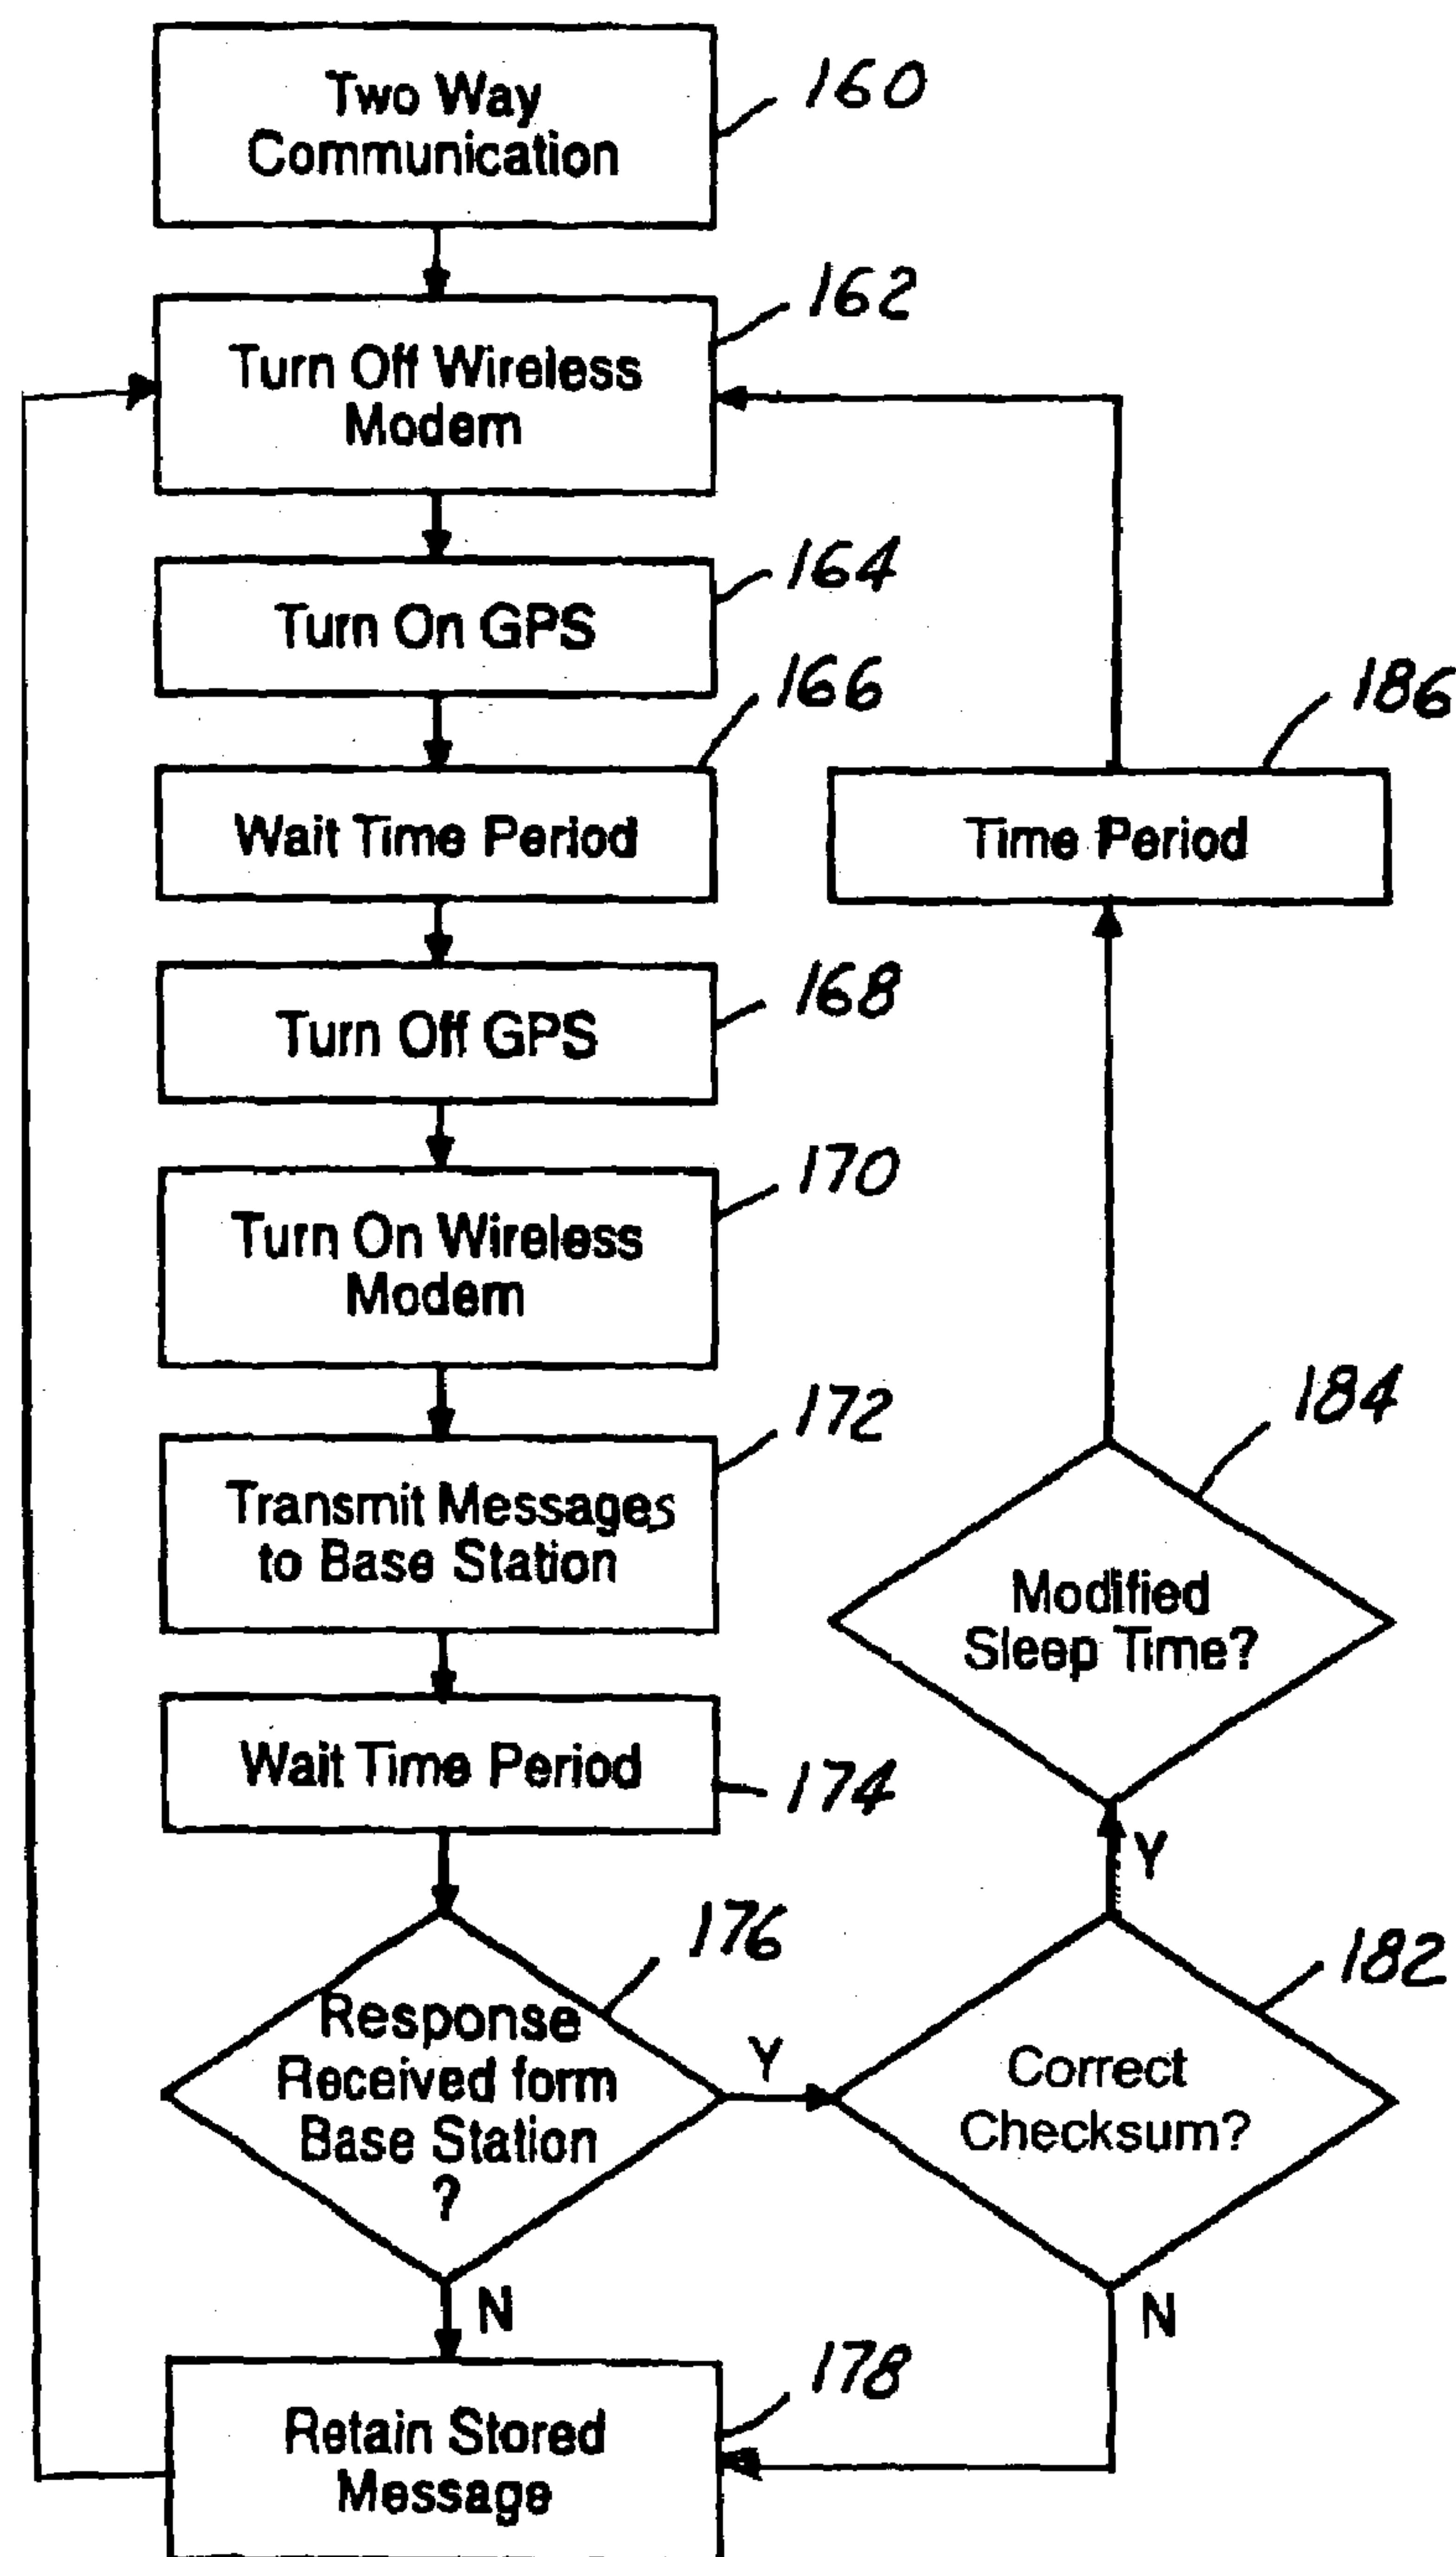 Two Way
Communication
160
Turn Off Wireless
Modem
162
Turn On GPS
164
Wait Time Period
166
Turn Off GPS
168
Turn On Wireless
Modem
170
Transmit Messages
to Base Station
172
Wait Time Period
174
Response
Received form
Base Station
?
176
Y
N
Retain Stored
Message
178
Correct
Checksum?
182
Y
N
Modified
Sleep Time?
184
Time Period
186